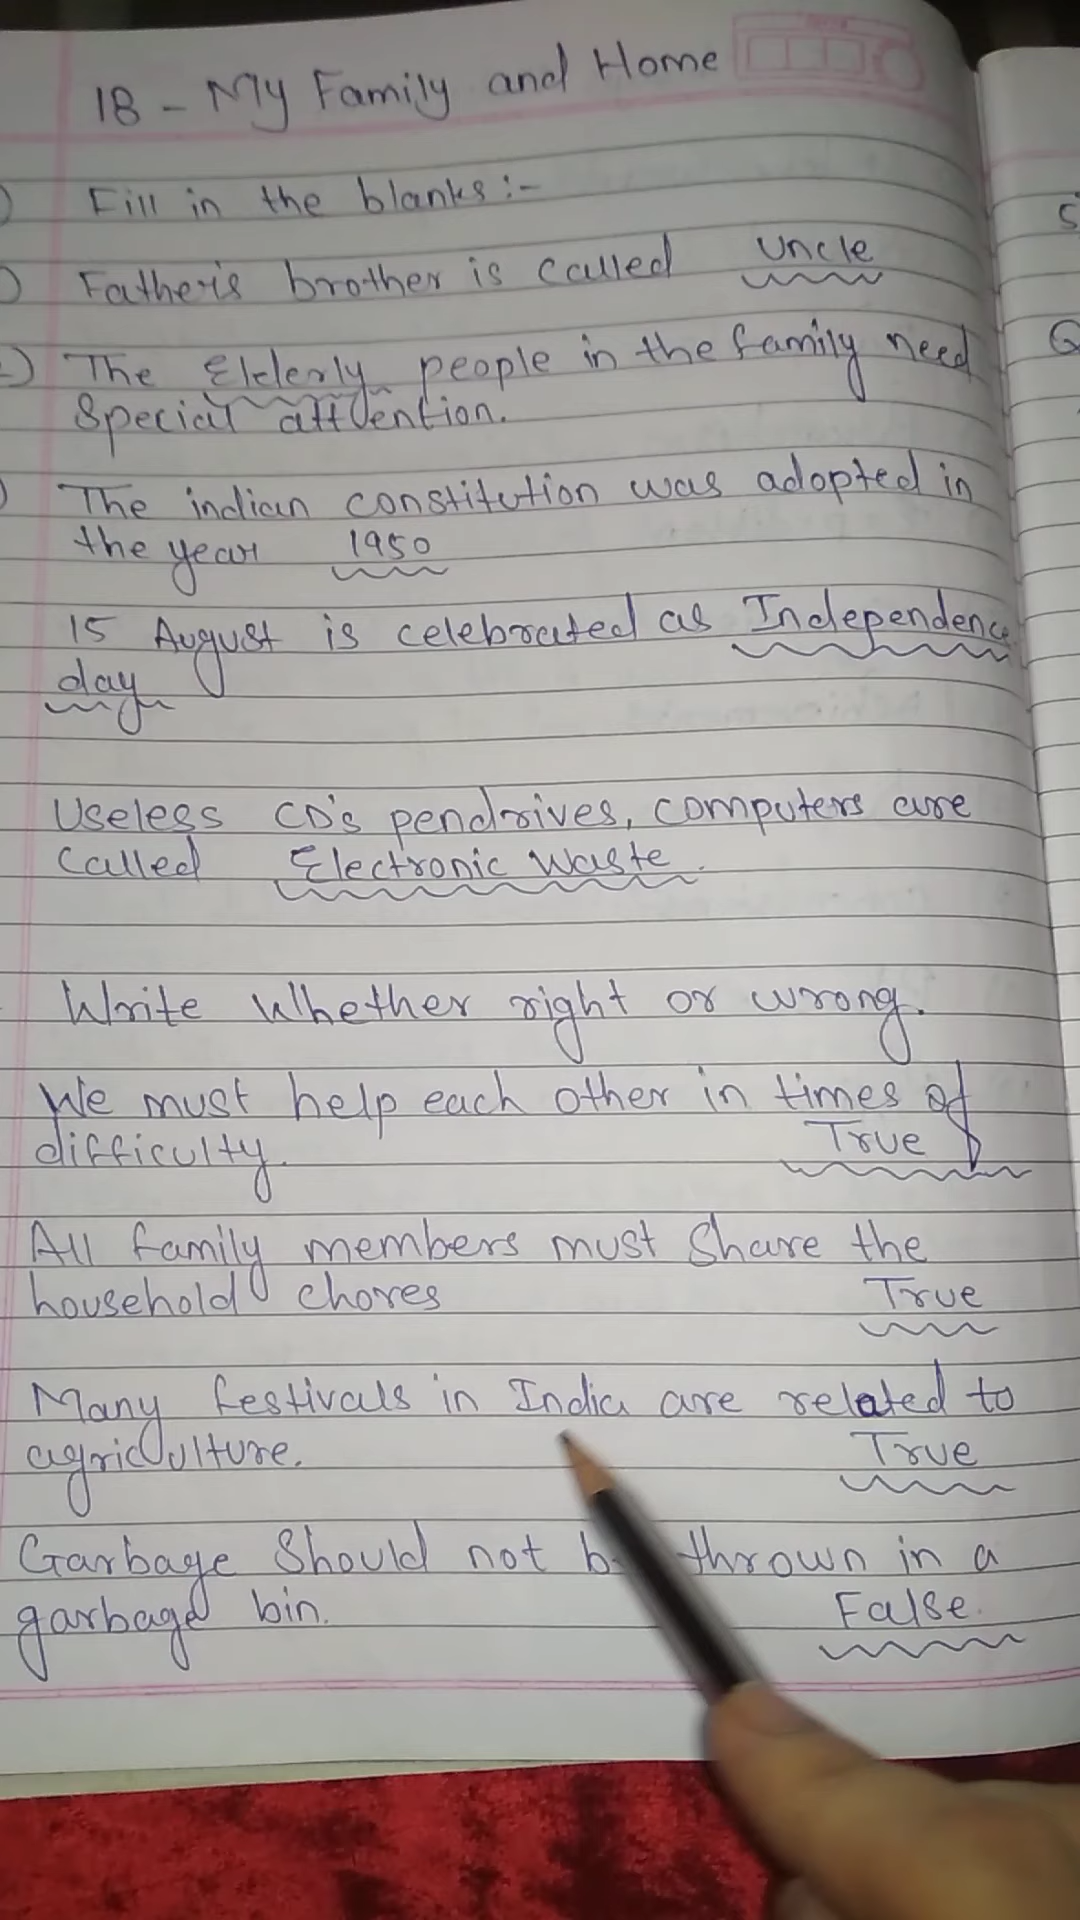 18 - My Family and Home
Fill in the blanks:-
Father's brother is called Uncle
The Elderly people in the family need
Special attention.
The indian constitution was adopted in
the year 1950
15 August is celebrated as Independence
day
Useless CD's pendrives, computers are
called Electronic Waste.
Write Whether right or wrong.
We must help each other in times of
difficulty. True
All family members must Share the
household chores True
Many festivals in India are related to
agriculture. True
Garbage Should not be thrown in a
garbage bin. False.